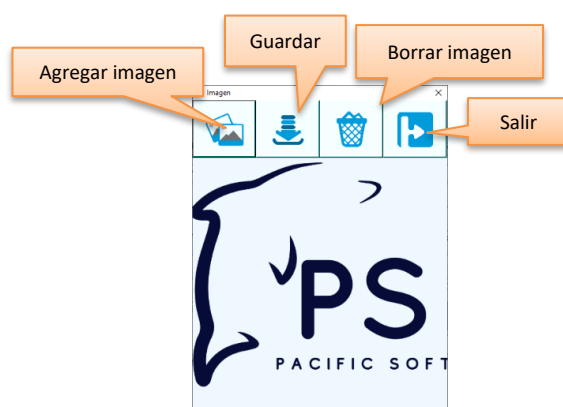 Guardar
Borrar imagen
Agregar imagen
Imagen
Salir
PS
PACIFIC SOFT